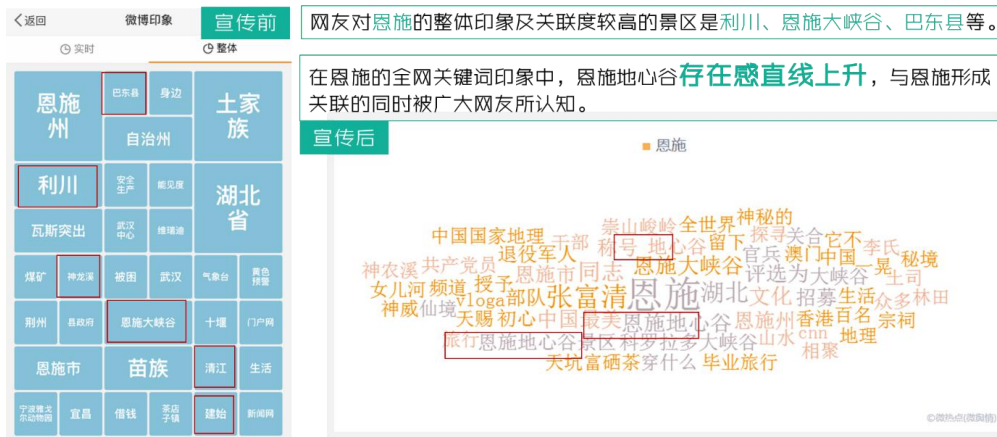 返回
微博印象
宣传前
实时
整体
恩施州
巴东县
身边
土家族
自治州
利川
安全生产
能见度
湖北省
瓦斯突出
武汉中心
维瑞迪
煤矿
神龙溪
被困
武汉
气象台
黄色预警
荆州
县政府
恩施大峡谷
十堰
门户网
恩施市
苗族
清江
生活
宁波雅戈尔动物园
宜昌
借钱
茶店子镇
建始
新闻网
网友对恩施的整体印象及关联度较高的景区是利川、恩施大峡谷、巴东县等。
在恩施的全网关键词印象中，恩施地心谷存在感直线上升，与恩施形成
关联的同时被广大网友所认知。
宣传后
恩施
崇山峻岭
全世界
神秘的
中国国家地理
干部
称号
地心谷
留下
探寻
关合
它不
李氏
退役军人
官兵
澳门
中国一晃
秘境
神农溪
共产党员
恩施市
同志
恩施大峡谷
评选为
大峡谷
土司
女儿河
频道
授予
神威
仙境
vloga
部队
张富清
恩施
湖北
文化
招募
生活
众多
林田
天赐
初心
中国最美
恩施地心谷
恩施州
香港
百名
宗祠
旅行
恩施地心谷景区
科罗拉多大峡谷
山水
cnn
地理
相聚
天坑
富硒茶
穿什么
毕业旅行
©微热点(微舆情)